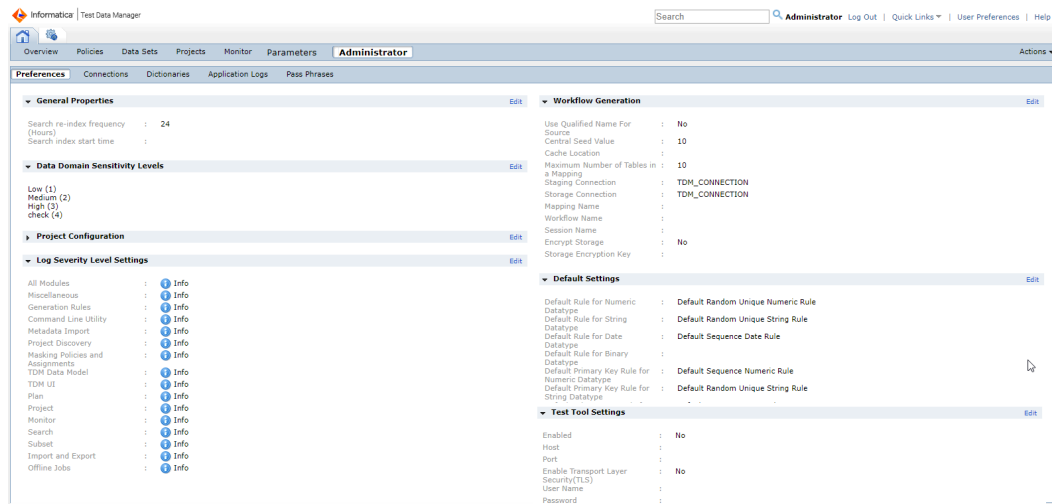 Informatica Test Data Manager
Search
Administrator Log Out | Quick Links | User Preferences | Help
Overview Policies Data Sets Projects Monitor Parameters Administrator
Actions
Preferences Connections Dictionaries Application Logs Pass Phrases
General Properties Edit
Search re-index frequency : 24
(Hours)
Search index start time :
Data Domain Sensitivity Levels Edit
Low (1)
Medium (2)
High (3)
check (4)
Project Configuration Edit
Log Severity Level Settings Edit
All Modules : Info
Miscellaneous : Info
Generation Rules : Info
Command Line Utility : Info
Metadata Import : Info
Project Discovery : Info
Masking Policies and : Info
Assignments
TDM Data Model : Info
TDM UI : Info
Plan : Info
Project : Info
Monitor : Info
Search : Info
Subset : Info
Import and Export : Info
Offline Jobs : Info
Workflow Generation Edit
Use Qualified Name For : No
Source
Central Seed Value : 10
Cache Location :
Maximum Number of Tables in : 10
a Mapping
Staging Connection : TDM_CONNECTION
Storage Connection : TDM_CONNECTION
Mapping Name :
Workflow Name :
Session Name :
Encrypt Storage : No
Storage Encryption Key :
Default Settings Edit
Default Rule for Numeric : Default Random Unique Numeric Rule
Datatype
Default Rule for String : Default Random Unique String Rule
Datatype
Default Rule for Date : Default Sequence Date Rule
Datatype
Default Rule for Binary :
Datatype
Default Primary Key Rule for : Default Sequence Numeric Rule
Numeric Datatype
Default Primary Key Rule for : Default Random Unique String Rule
String Datatype
Test Tool Settings Edit
Enabled : No
Host :
Port :
Enable Transport Layer : No
Security(TLS)
User Name :
Password :